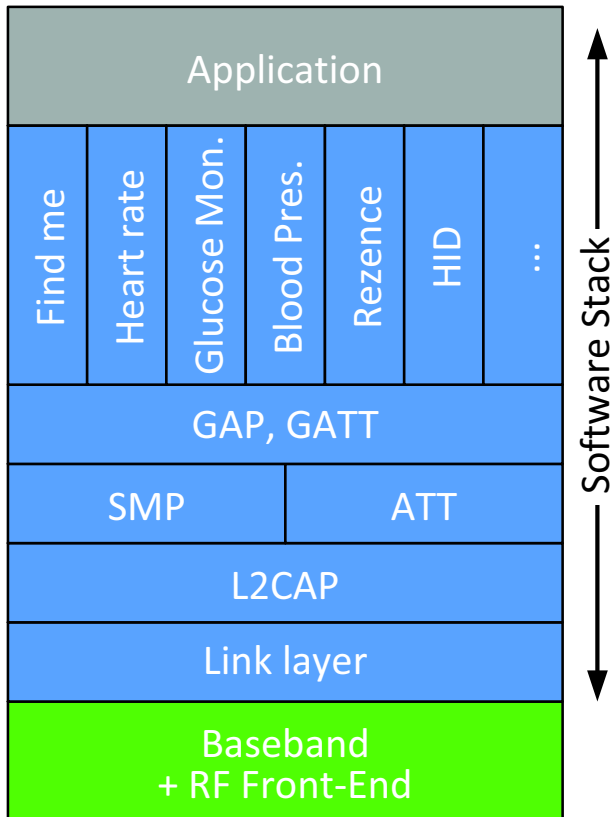 Application
Find me
Heart rate
Glucose Mon.
Blood Pres.
Rezence
HID
...
GAP, GATT
SMP
ATT
L2CAP
Link layer
Baseband
+ RF Front-End
Software Stack